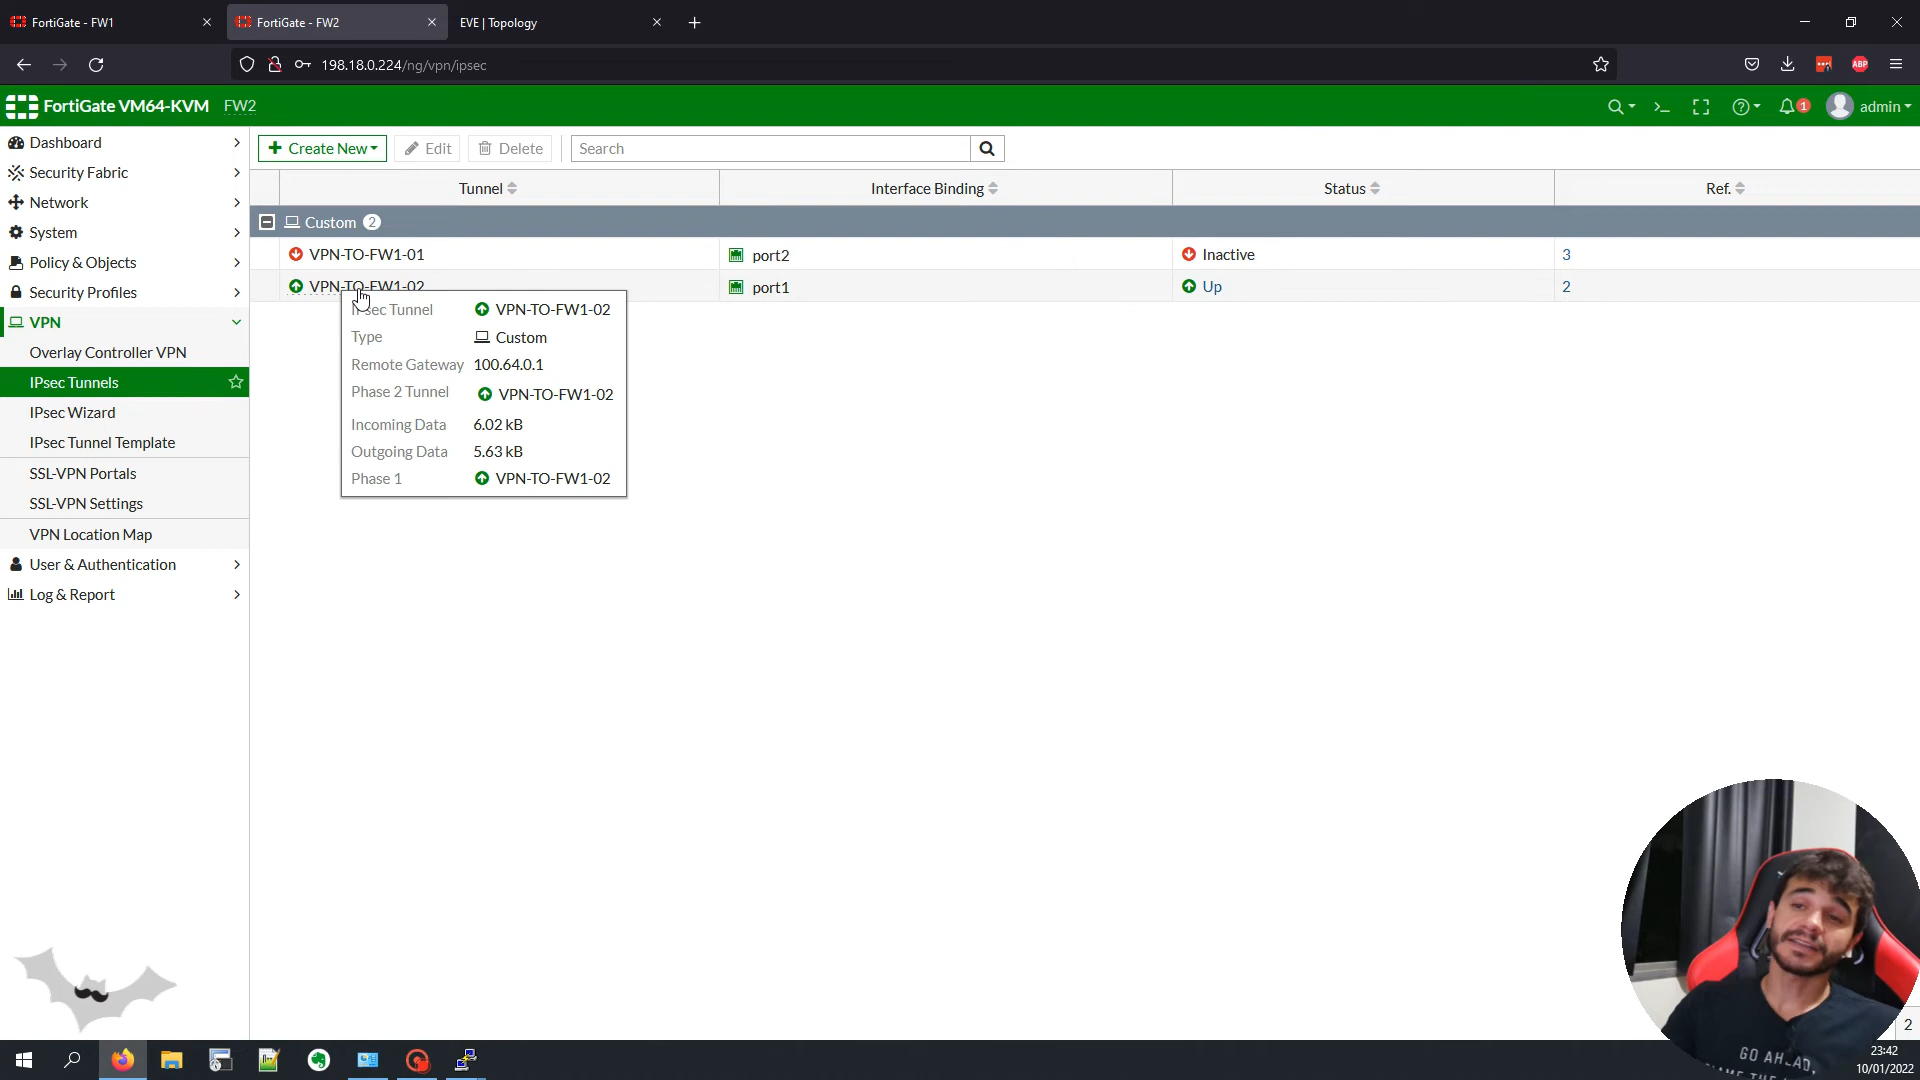 FortiGate - FW1
FortiGate - FW2
EVE | Topology
198.18.0.224/ng/vpn/ipsec
ABP
FortiGate VM64-KVM FW2
1
admin
Dashboard
Security Fabric
Network
System
Policy & Objects
Security Profiles
VPN
Overlay Controller VPN
IPsec Tunnels
IPsec Wizard
IPsec Tunnel Template
SSL-VPN Portals
SSL-VPN Settings
VPN Location Map
User & Authentication
Log & Report
Create New
Edit
Delete
Search
Tunnel Interface Binding Status Ref.
Custom 2
VPN-TO-FW1-01 port2 Inactive 3
VPN-TO-FW1-02 port1 Up 2
IPsec Tunnel VPN-TO-FW1-02
Type Custom
Remote Gateway 100.64.0.1
Phase 2 Tunnel VPN-TO-FW1-02
Incoming Data 6.02 kB
Outgoing Data 5.63 kB
Phase 1 VPN-TO-FW1-02
2
GO AHEAD,
23:42
10/01/2022